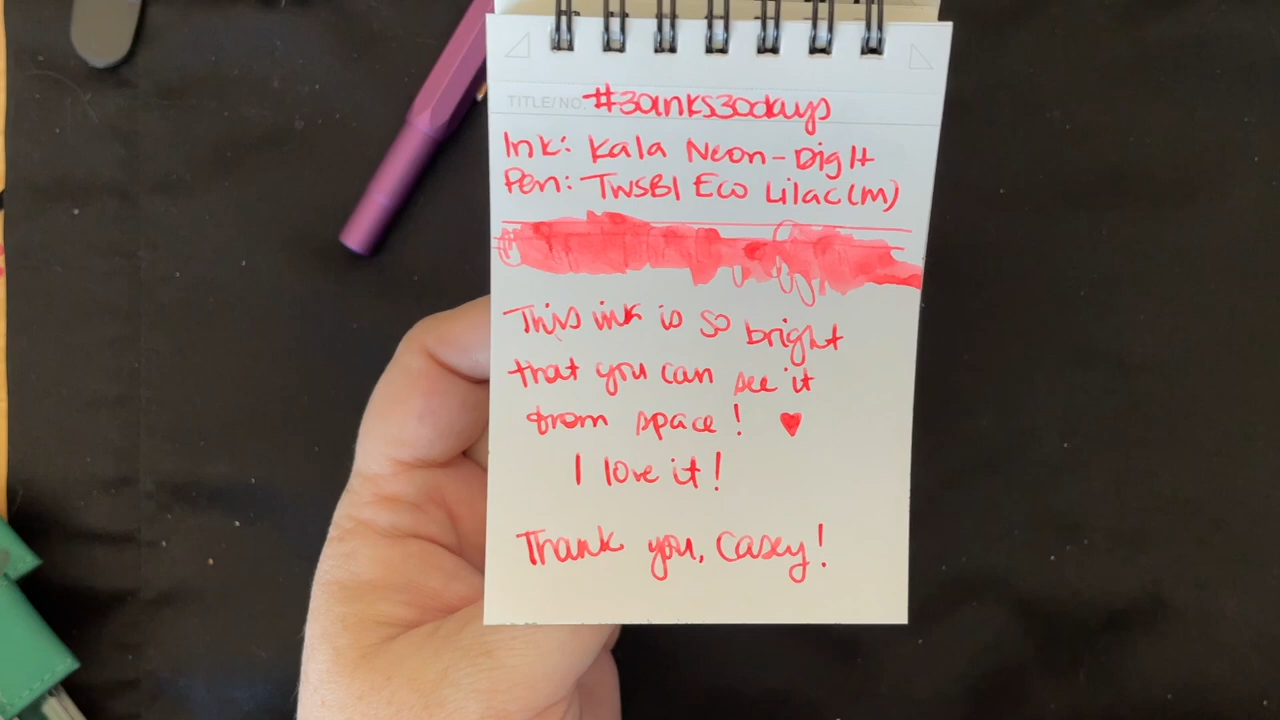 TITLE/NO. #30inks30days
Ink: Kala Neon-Dight
Pen: TWSBI Eco Lilac (M)
This ink is so bright
that you can see it
from space! ♥
I love it!
Thank you, Casey!